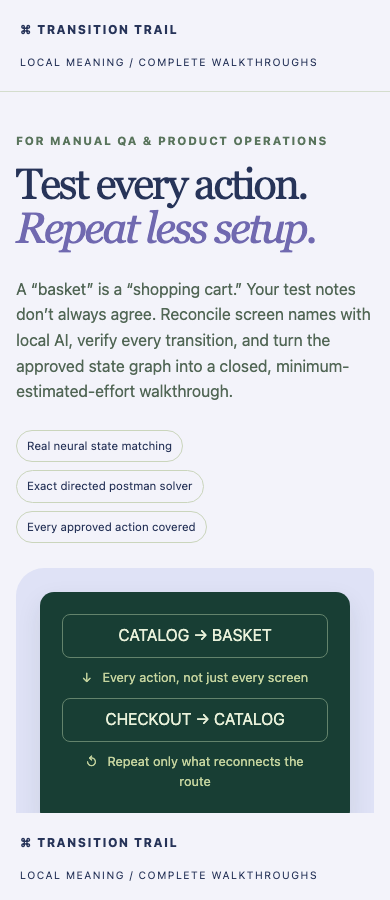 ⌘ TRANSITION TRAIL
LOCAL MEANING / COMPLETE WALKTHROUGHS
FOR MANUAL QA & PRODUCT OPERATIONS
Test every action.
Repeat less setup.
A “basket” is a “shopping cart.” Your test notes
don’t always agree. Reconcile screen names with
local AI, verify every transition, and turn the
approved state graph into a closed, minimum-
estimated-effort walkthrough.
Real neural state matching
Exact directed postman solver
Every approved action covered
CATALOG → BASKET
↓ Every action, not just every screen
CHECKOUT → CATALOG
↺ Repeat only what reconnects the
route
⌘ TRANSITION TRAIL
LOCAL MEANING / COMPLETE WALKTHROUGHS